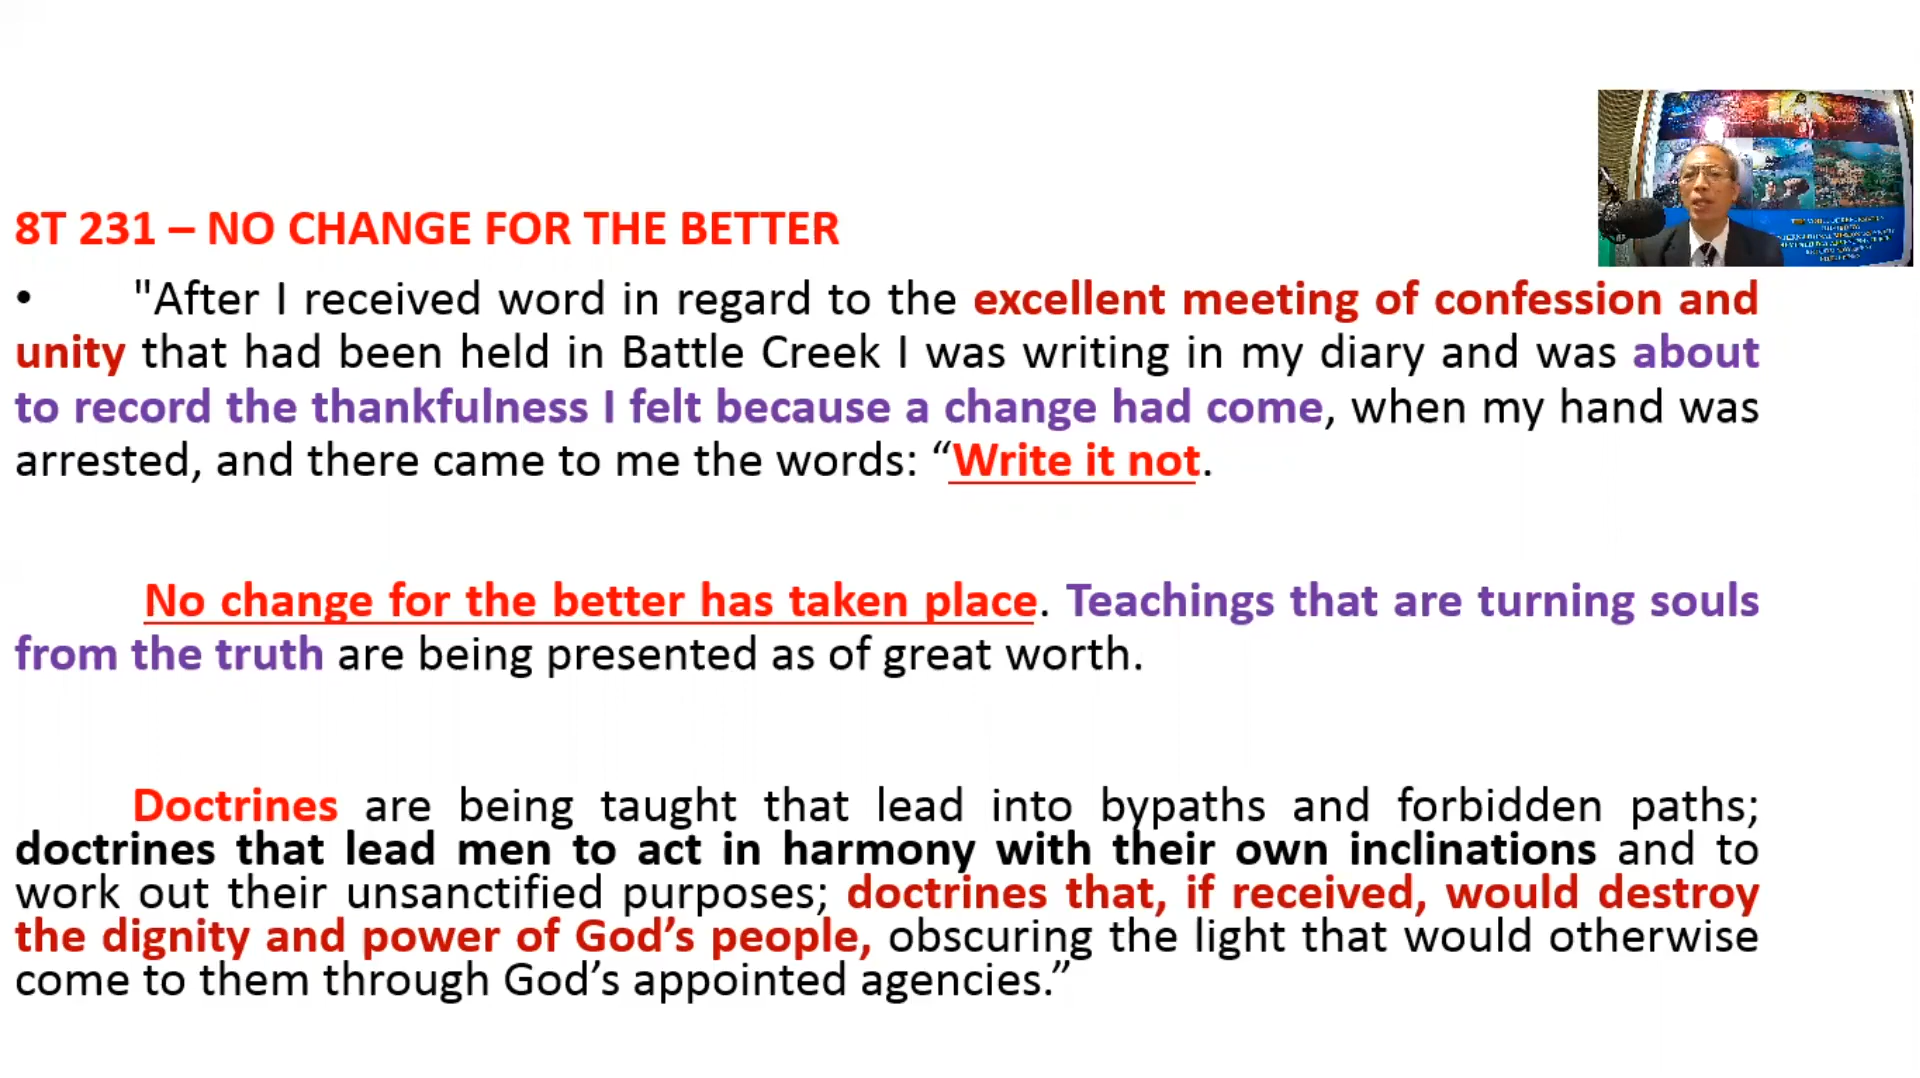 8T 231 – NO CHANGE FOR THE BETTER
• "After I received word in regard to the excellent meeting of confession and
unity that had been held in Battle Creek I was writing in my diary and was about
to record the thankfulness I felt because a change had come, when my hand was
arrested, and there came to me the words: “Write it not.
No change for the better has taken place. Teachings that are turning souls
from the truth are being presented as of great worth.
Doctrines are being taught that lead into bypaths and forbidden paths;
doctrines that lead men to act in harmony with their own inclinations and to
work out their unsanctified purposes; doctrines that, if received, would destroy
the dignity and power of God’s people, obscuring the light that would otherwise
come to them through God’s appointed agencies.”